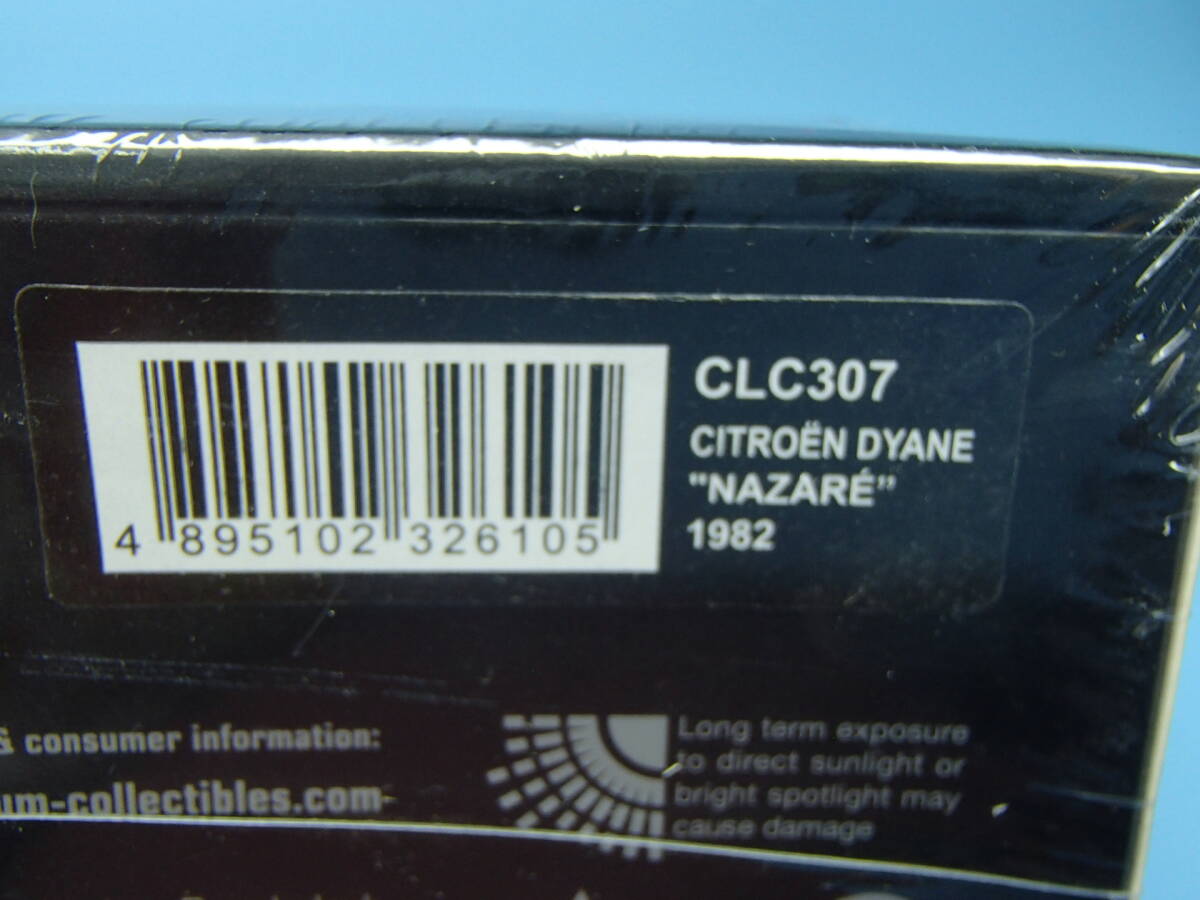 CLC307
CITROËN DYANE
"NAZARÉ"
1982
4 895102 326105
& consumer information:
um-collectibles.com
Long term exposure
to direct sunlight or
bright spotlight may
cause damage